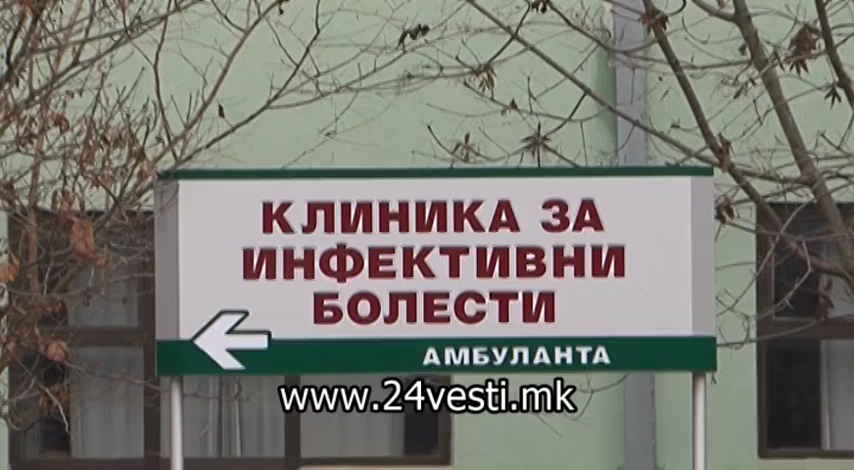 КЛИНИКА ЗА
ИНФЕКТИВНИ
БОЛЕСТИ
АМБУЛАНТА
www.24vesti.mk